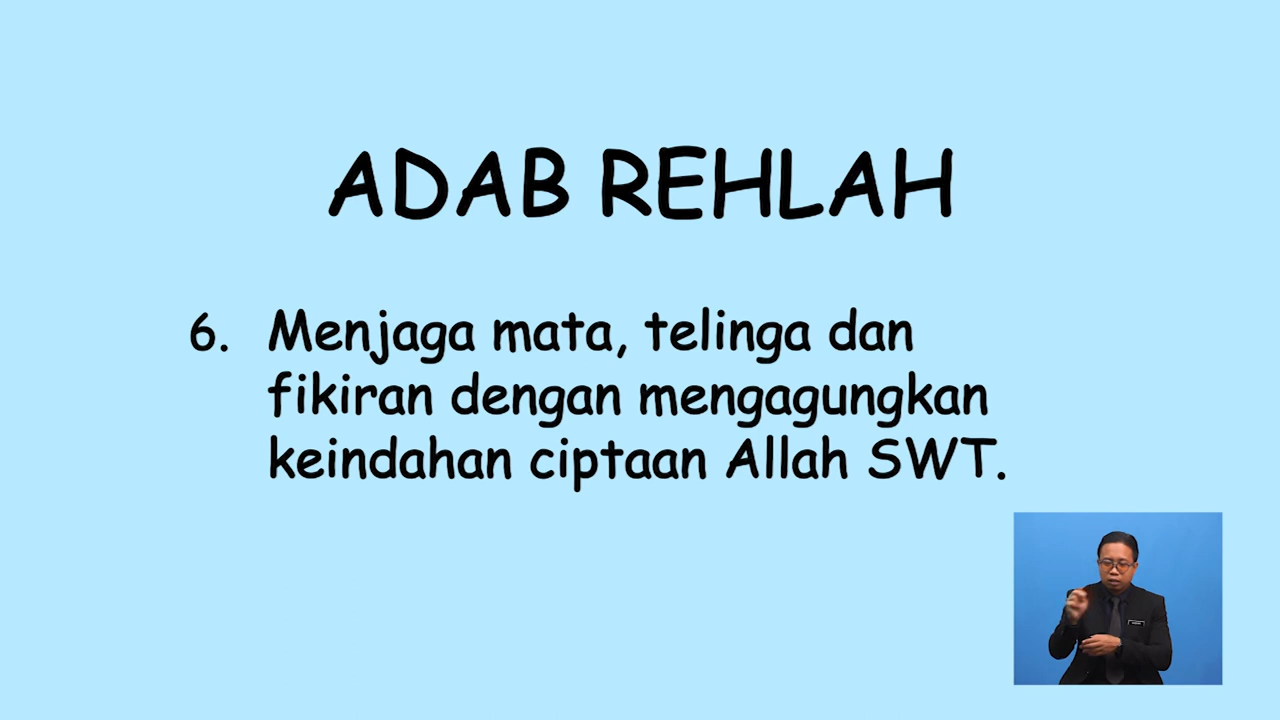 ADAB REHLAH
6. Menjaga mata, telinga dan
fikiran dengan mengagungkan
keindahan ciptaan Allah SWT.